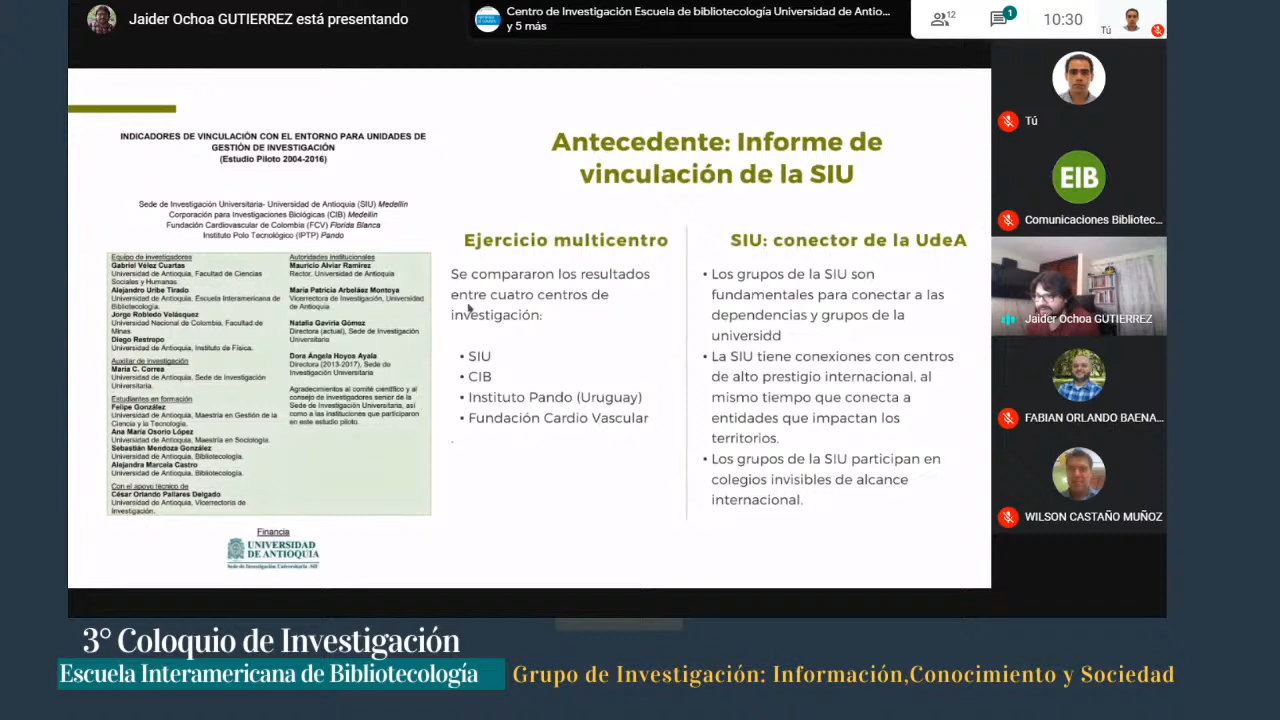 Jaider Ochoa GUTIERREZ está presentando
Centro de Investigación Escuela de bibliotecología Universidad de Antio...
y 5 más
12
1
10:30
Tú
INDICADORES DE VINCULACIÓN CON EL ENTORNO PARA UNIDADES DE
GESTIÓN DE INVESTIGACIÓN
(Estudio Piloto 2004-2016)
Sede de Investigación Universitaria- Universidad de Antioquia (SIU) Medellín
Corporación para Investigaciones Biológicas (CIB) Medellín
Fundación Cardiovascular de Colombia (FCV) Florida Blanca
Instituto Polo Tecnológico (IPTP) Pando
Equipo de investigadores
Gabriel Vélez Cuartas
Universidad de Antioquia, Facultad de Ciencias
Sociales y Humanas.
Alejandro Uribe Tirado
Universidad de Antioquia, Escuela Interamericana de
Bibliotecología.
Jorge Robledo Velásquez
Universidad Nacional de Colombia, Facultad de
Minas.
Diego Restrepo
Universidad de Antioquia, Instituto de Física.
Auxiliar de investigación
María C. Correa
Universidad de Antioquia, Sede de Investigación
Universitaria.
Estudiantes en formación
Felipe González
Universidad de Antioquia, Maestría en Gestión de la
Ciencia y la Tecnología.
Ana María Osorio López
Universidad de Antioquia, Maestría en Sociología.
Sebastián Mendoza González
Universidad de Antioquia, Bibliotecología.
Alejandra Marcela Castro
Universidad de Antioquia, Bibliotecología.
Con el apoyo técnico de
César Orlando Pallares Delgado
Universidad de Antioquia, Vicerrectoría de
Investigación.
Autoridades institucionales
Mauricio Alviar Ramírez
Rector. Universidad de Antioquia
María Patricia Arbeláez Montoya
Vicerrectora de Investigación, Universidad
de Antioquia
Natalia Gaviria Gómez
Directora (actual), Sede de Investigación
Universitaria
Dora Ángela Hoyos Ayala
Directora (2013-2017), Sede de
Investigación Universitaria
Agradecimientos al comité científico y al
consejo de investigadores senior de la
Sede de Investigación Universitaria, así
como a las instituciones que participaron
en este estudio piloto.
Financia
UNIVERSIDAD
DE ANTIOQUIA
Sede de Investigación Universitaria -SIU
Antecedente: Informe de
vinculación de la SIU
Ejercicio multicentro
Se compararon los resultados
entre cuatro centros de
investigación:
• SIU
• CIB
• Instituto Pando (Uruguay)
• Fundación Cardio Vascular
.
SIU: conector de la UdeA
• Los grupos de la SIU son
fundamentales para conectar a las
dependencias y grupos de la
universidd
• La SIU tiene conexiones con centros
de alto prestigio internacional, al
mismo tiempo que conecta a
entidades que impactan los
territorios.
• Los grupos de la SIU participan en
colegios invisibles de alcance
internacional.
Tú
EIB
Comunicaciones Bibliotec...
Jaider Ochoa GUTIERREZ
FABIAN ORLANDO BAENA...
WILSON CASTAÑO MUÑOZ
3° Coloquio de Investigación
Escuela Interamericana de Bibliotecología
Grupo de Investigación: Información,Conocimiento y Sociedad